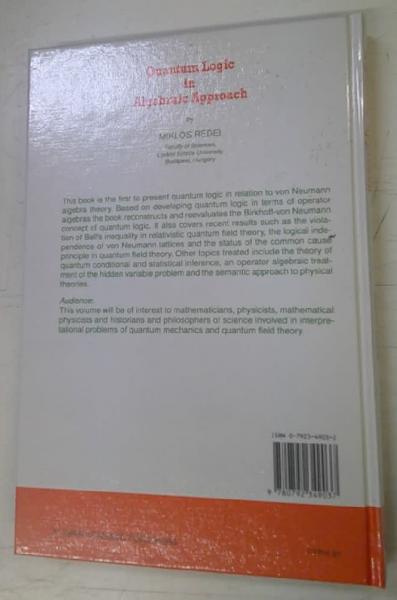 Quantum Logic
in
Algebraic Approach
by
MIKLÓS RÉDEI
Faculty of Sciences,
Loránd Eötvös University,
Budapest, Hungary
This book is the first to present quantum logic in relation to von Neumann
algebra theory. Based on developing quantum logic in terms of operator
algebras the book reconstructs and reevaluates the Birkhoff-von Neumann
concept of quantum logic. It also covers recent results such as the viola-
tion of Bell's inequality in relativistic quantum field theory, the logical inde-
pendence of von Neumann lattices and the status of the common cause
principle in quantum field theory. Other topics treated include the theory of
quantum conditional and statistical inference, an operator algebraic treat-
ment of the hidden variable problem and the semantic approach to physical
theories.
Audience:
This volume will be of interest to mathematicians, physicists, mathematical
physicists and historians and philosophers of science involved in interpre-
tational problems of quantum mechanics and quantum field theory.
ISBN 0-7923-4903-2
9 780792 349037